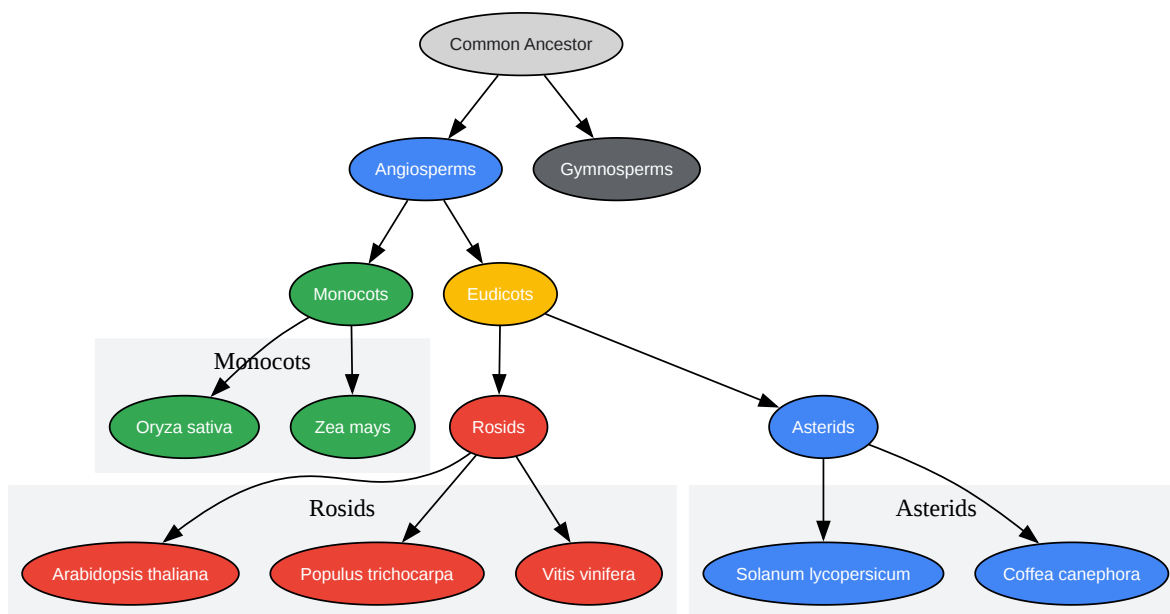 Common Ancestor
Angiosperms
Gymnosperms
Monocots
Eudicots
Monocots
Oryza sativa
Zea mays
Rosids
Asterids
Rosids
Asterids
Arabidopsis thaliana
Populus trichocarpa
Vitis vinifera
Solanum lycopersicum
Coffea canephora